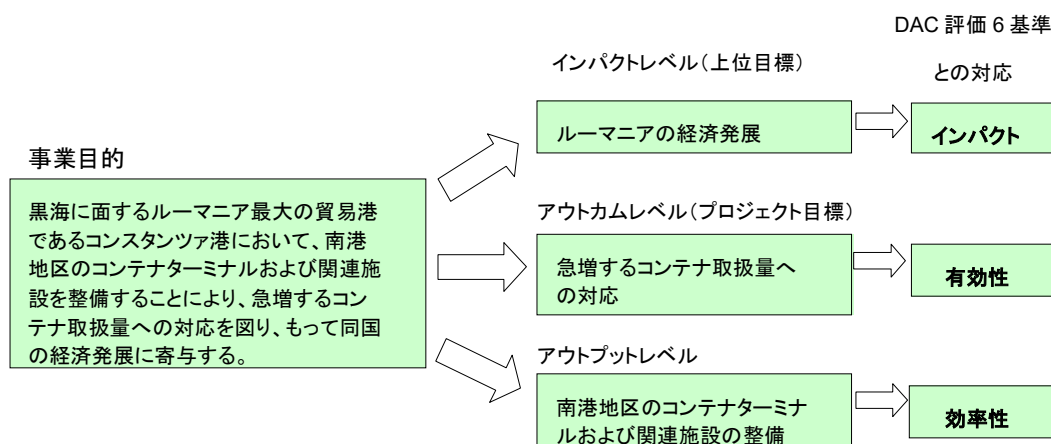 DAC 評価 6 基準
との対応
インパクトレベル（上位目標）
ルーマニアの経済発展
インパクト
事業目的
黒海に面するルーマニア最大の貿易港
であるコンスタンツァ港において、南港
地区のコンテナターミナルおよび関連施
設を整備することにより、急増するコン
テナ取扱量への対応を図り、もって同国
の経済発展に寄与する。
アウトカムレベル（プロジェクト目標）
急増するコンテナ取扱量へ
の対応
有効性
アウトプットレベル
南港地区のコンテナターミナ
ルおよび関連施設の整備
効率性